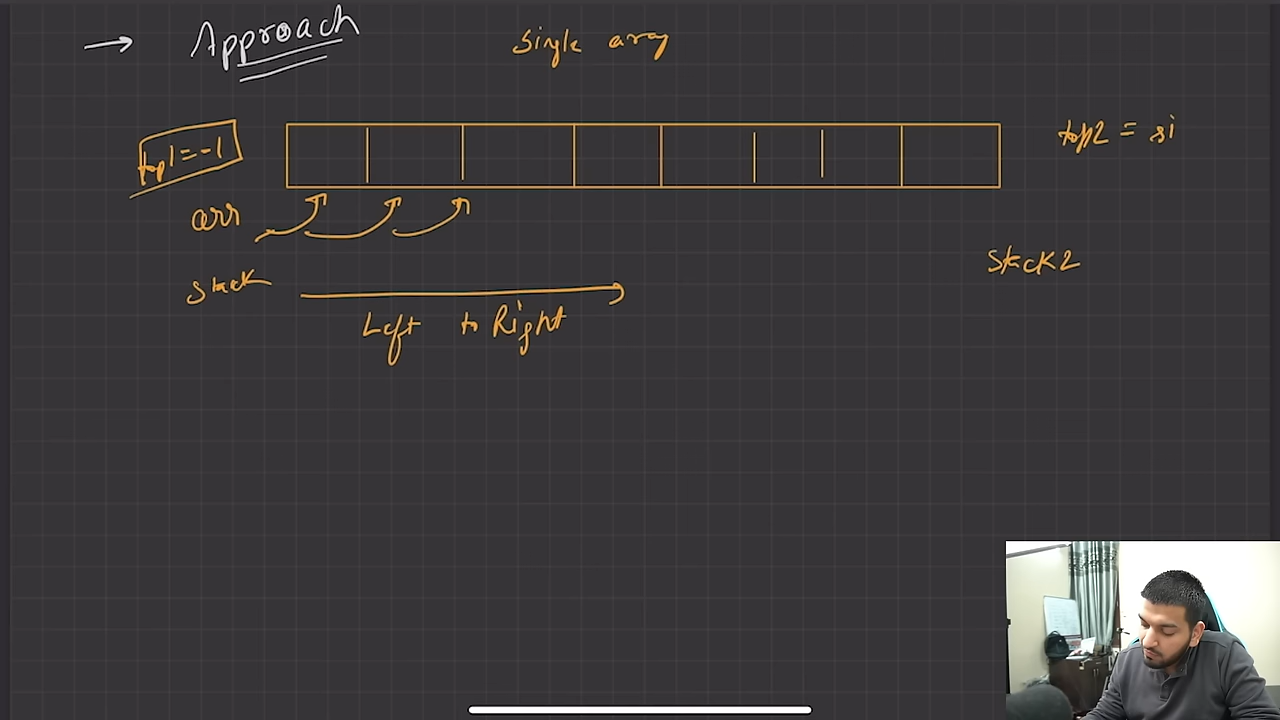 → Approach
single array
top1=-1
top2 = si
arr
stack
stack2
Left to Right